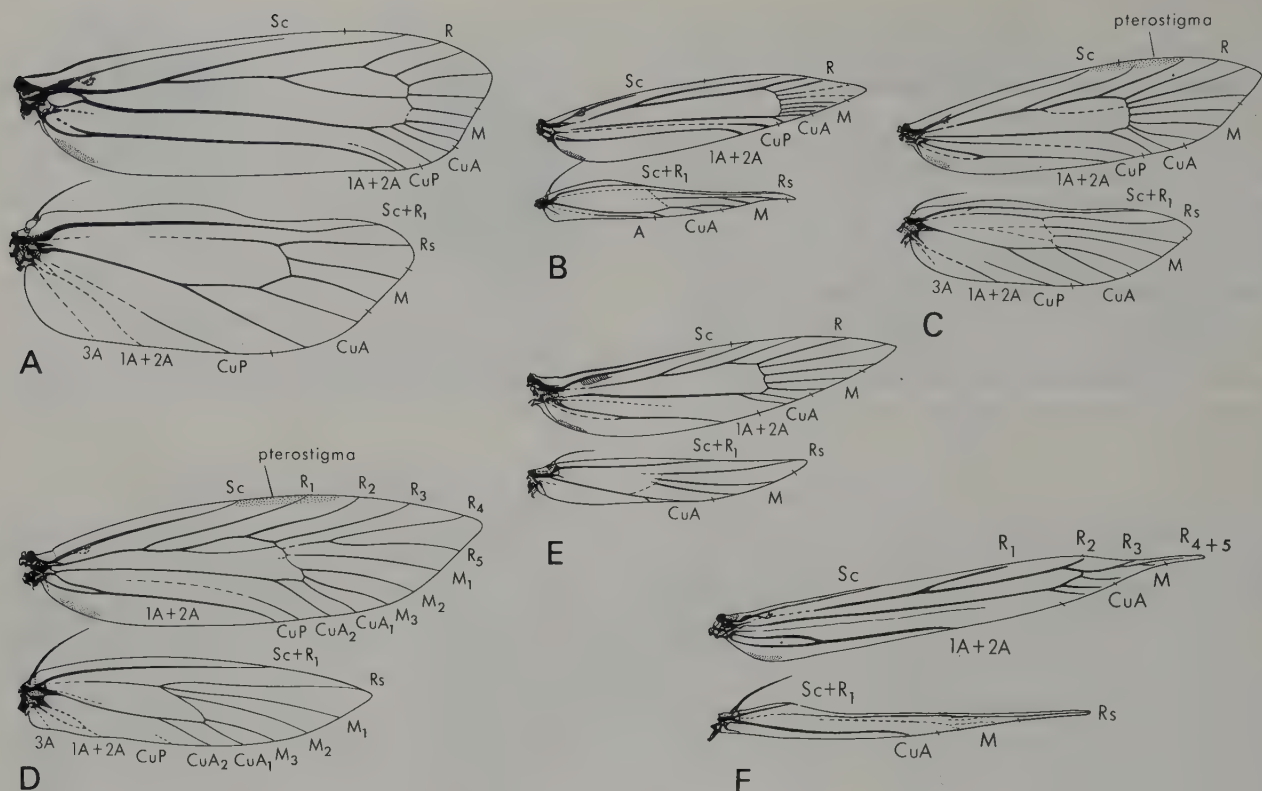 Sc
R
M
CuA
CuP
1A+2A
Sc+R₁
Rs
M
CuA
CuP
1A+2A
3A
A
Sc
R
M
CuA
CuP
1A+2A
Sc+R₁
Rs
M
CuA
A
B
pterostigma
R
Sc
M
CuA
CuP
1A+2A
Sc+R₁
Rs
M
CuA
CuP
1A+2A
3A
C
pterostigma
Sc
R₁
R₂
R₃
R₄
R₅
M₁
M₂
M₃
CuA₁
CuA₂
CuP
1A+2A
Sc+R₁
Rs
M₁
M₂
M₃
CuA₁
CuA₂
CuP
1A+2A
3A
D
Sc
R
M
CuA
1A+2A
Sc+R₁
Rs
M
CuA
E
Sc
R₁
R₂
R₃
R₄₊₅
M
CuA
1A+2A
Sc+R₁
Rs
M
CuA
F